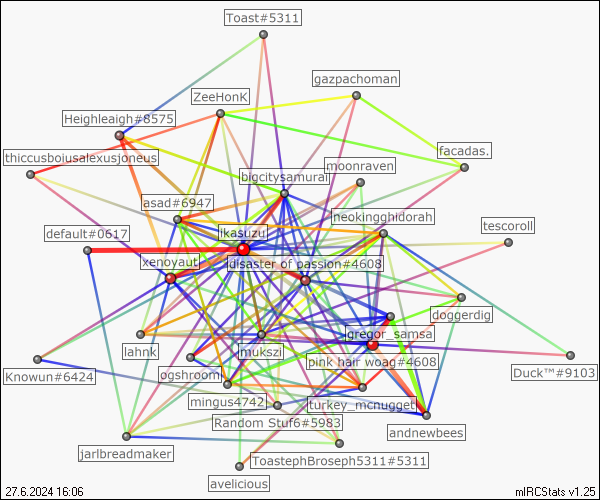 Toast#5311
gazpachoman
ZeeHonK
Heighleaigh#8575
facadas.
thiccusboiusalexusjoneus
moonraven
bigcitysamurai
asad#6947
neokingghidorah
tescoroll
default#0617
ikasuzu
xenoyaut
disaster of passion#4608
doggerdig
gregor_samsa
lahnk
mukszi
pink hair woag#4608
Knowun#6424
ogshroom
Duck™#9103
mingus4742
turkey_mcnugget
Random Stuf6#5983
andnewbees
jarlbreadmaker
ToastephBroseph5311#5311
avelicious
27.6.2024 16:06
mIRCStats v1.25